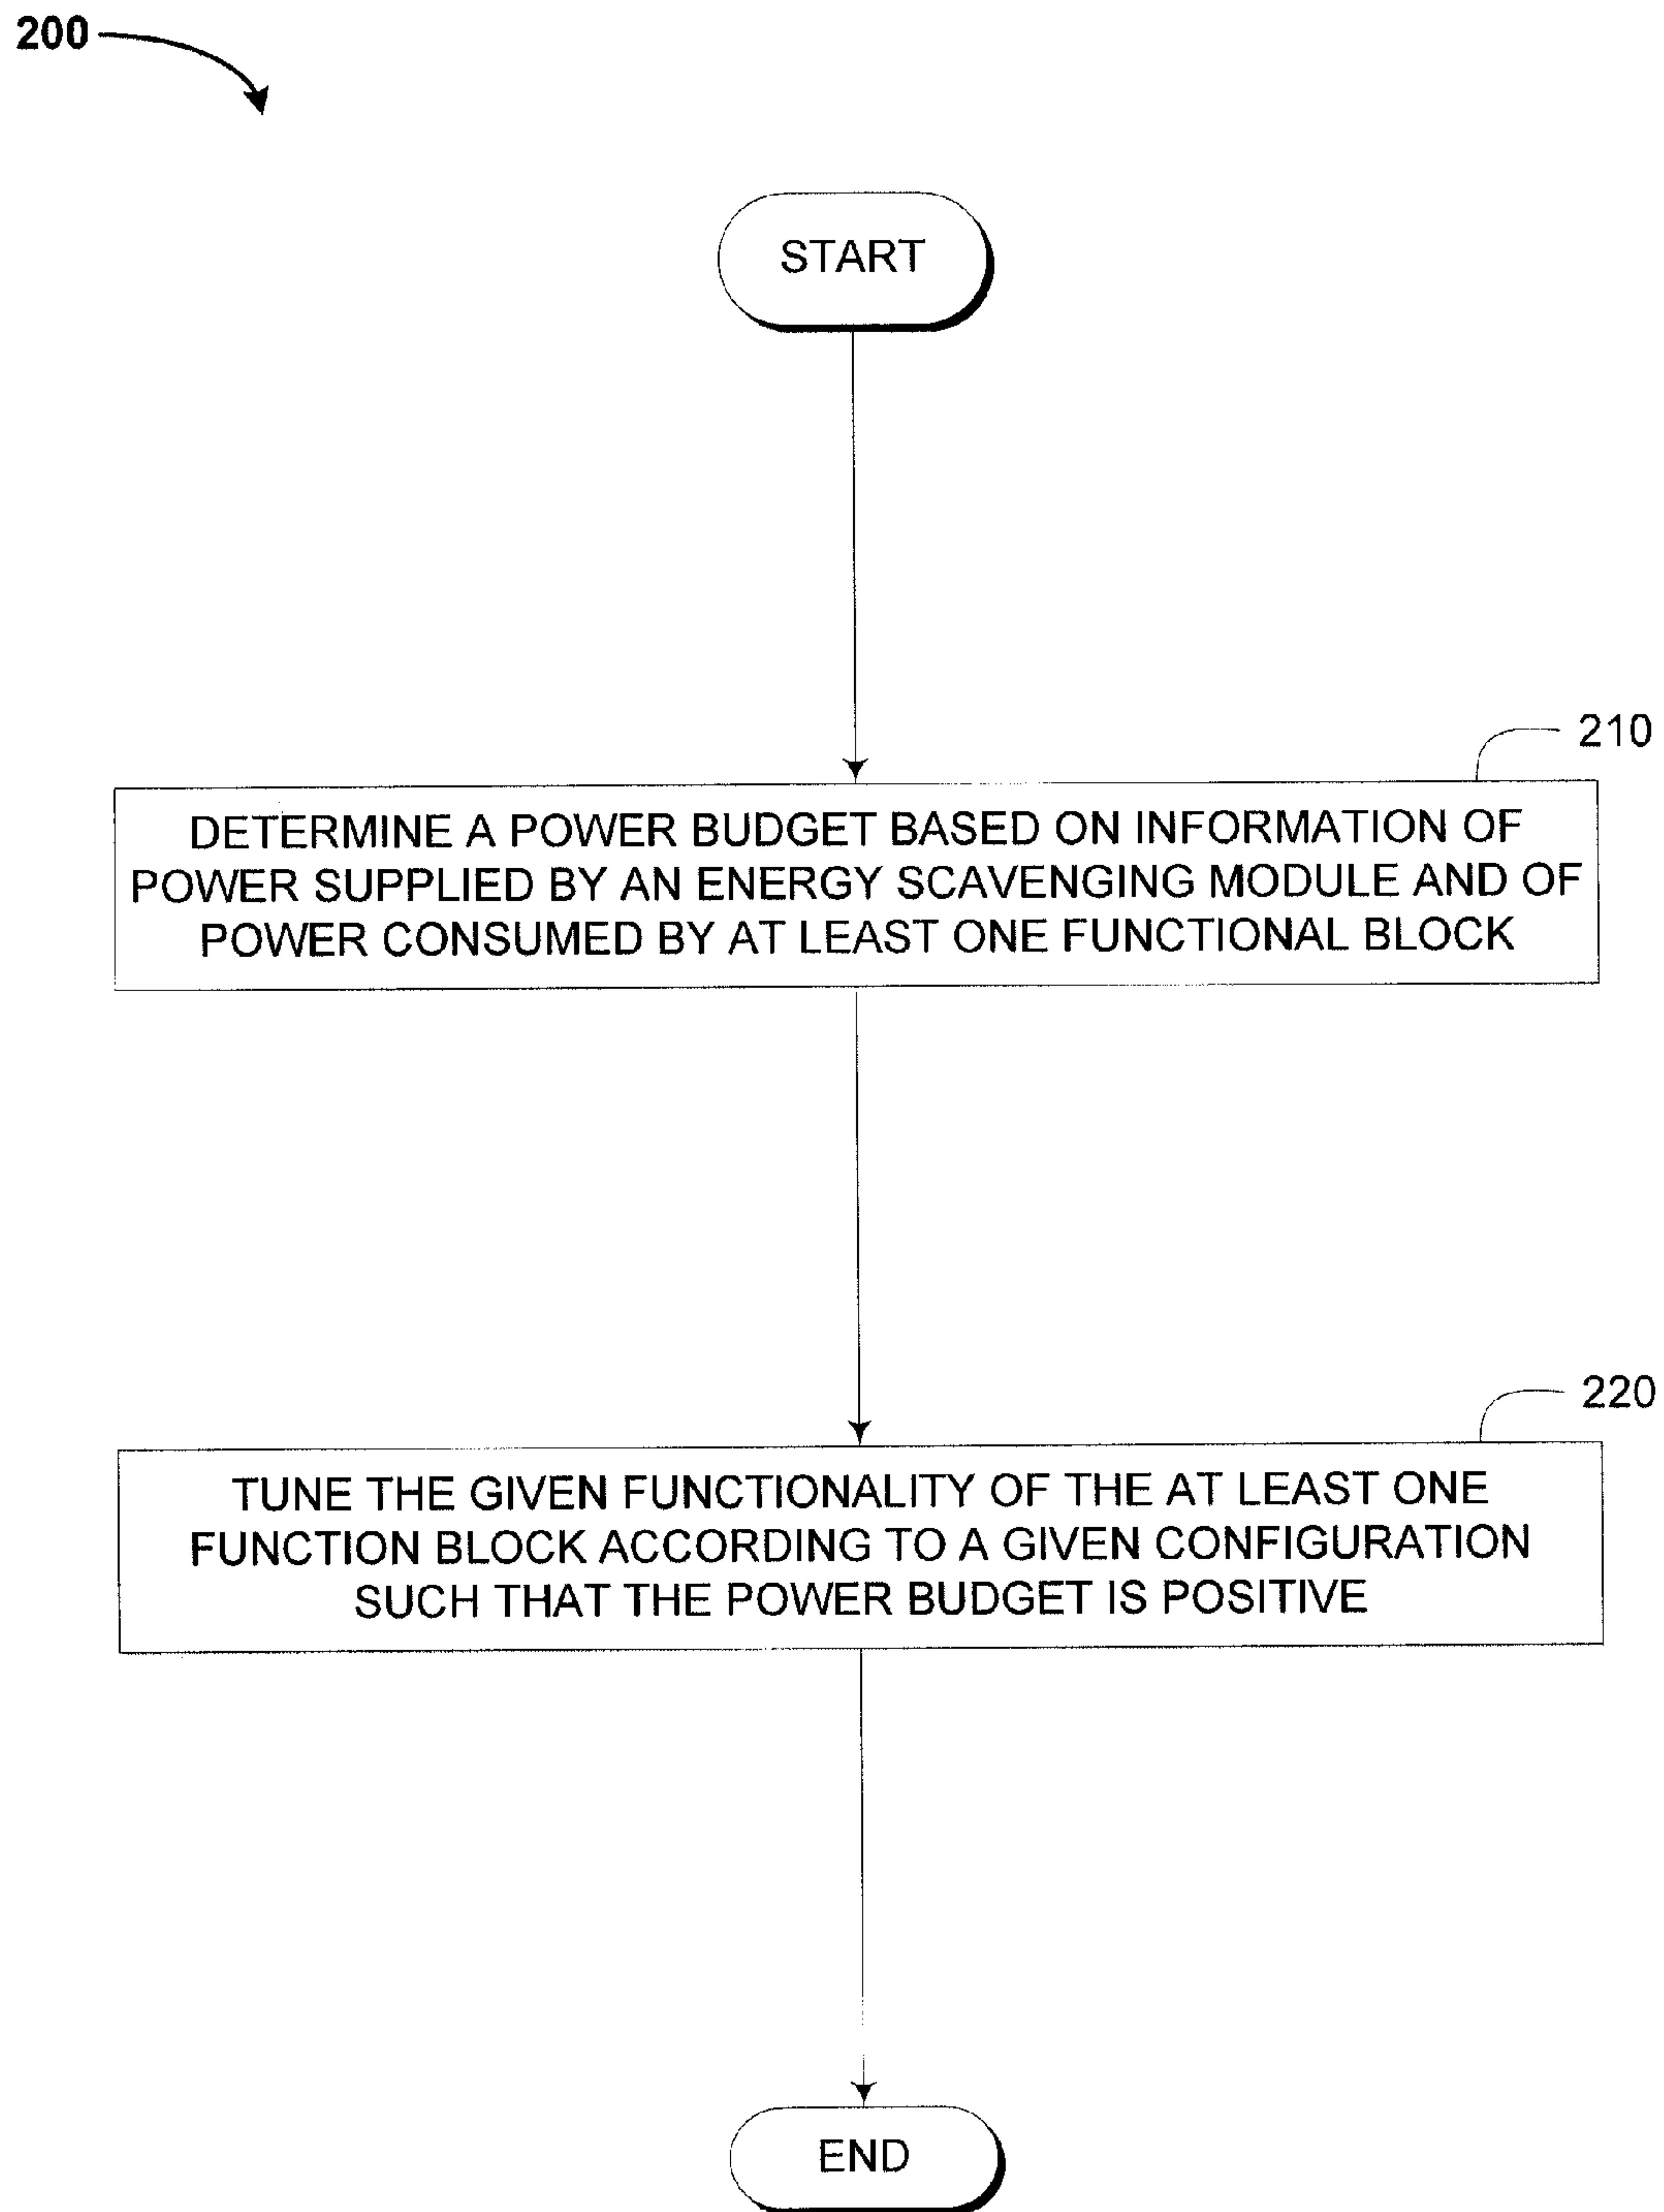 200
START
210
DETERMINE A POWER BUDGET BASED ON INFORMATION OF
POWER SUPPLIED BY AN ENERGY SCAVENGING MODULE AND OF
POWER CONSUMED BY AT LEAST ONE FUNCTIONAL BLOCK
220
TUNE THE GIVEN FUNCTIONALITY OF THE AT LEAST ONE
FUNCTION BLOCK ACCORDING TO A GIVEN CONFIGURATION
SUCH THAT THE POWER BUDGET IS POSITIVE
END